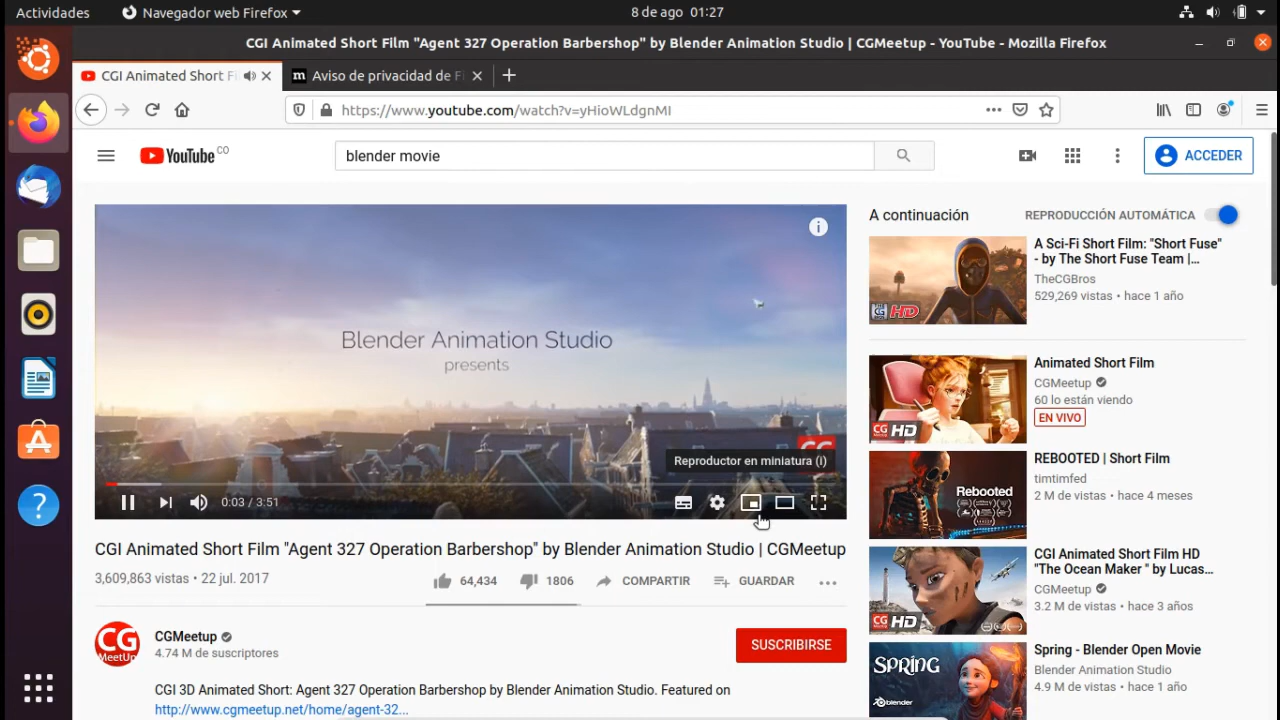 Actividades
Navegador web Firefox
8 de ago 01:27
CGI Animated Short Film "Agent 327 Operation Barbershop" by Blender Animation Studio | CGMeetup - YouTube - Mozilla Firefox
CGI Animated Short Fi
m Aviso de privacidad de Fi
https://www.youtube.com/watch?v=yHioWLdgnMI
YouTube CO
blender movie
ACCEDER
Blender Animation Studio
presents
Reproductor en miniatura (i)
0:03 / 3:51
CGI Animated Short Film "Agent 327 Operation Barbershop" by Blender Animation Studio | CGMeetup
3,609,863 vistas • 22 jul. 2017
64,434
1806
COMPARTIR
GUARDAR
CG
MeetUp
CGMeetup
4.74 M de suscriptores
SUSCRIBIRSE
CGI 3D Animated Short: Agent 327 Operation Barbershop by Blender Animation Studio. Featured on
http://www.cgmeetup.net/home/agent-32...
A continuación
REPRODUCCIÓN AUTOMÁTICA
HD
A Sci-Fi Short Film: "Short Fuse"
- by The Short Fuse Team |...
TheCGBros
529,269 vistas • hace 1 año
CG HD
Animated Short Film
CGMeetup
60 lo están viendo
EN VIVO
Rebooted
REBOOTED | Short Film
timtimfed
2 M de vistas • hace 4 meses
CG HD
CGI Animated Short Film HD
"The Ocean Maker " by Lucas...
CGMeetup
3.2 M de vistas • hace 3 años
SPRING
blender
Spring - Blender Open Movie
Blender Animation Studio
4.9 M de vistas • hace 1 año